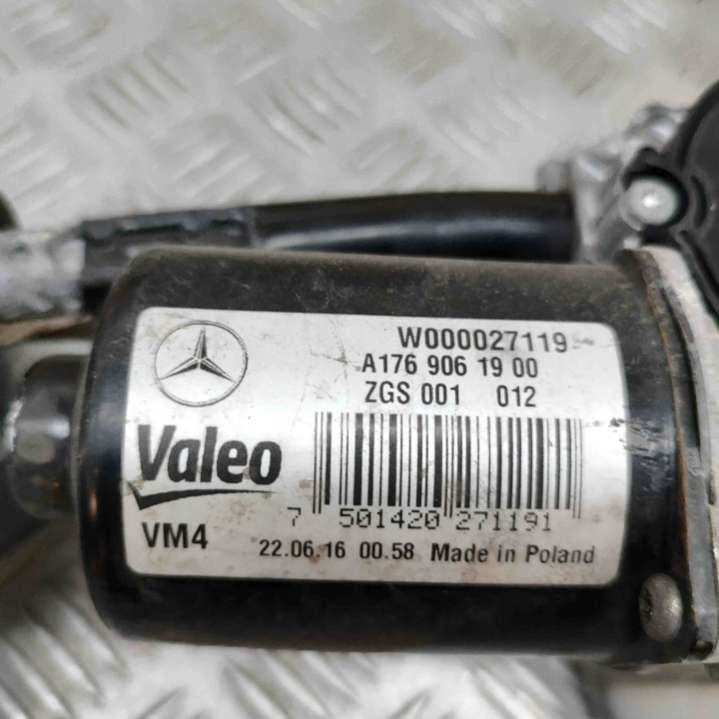 W000027119
A176 906 19 00
ZGS 001 012
Valeo
7 501420 271191
VM4
22.06.16 00.58 Made in Poland